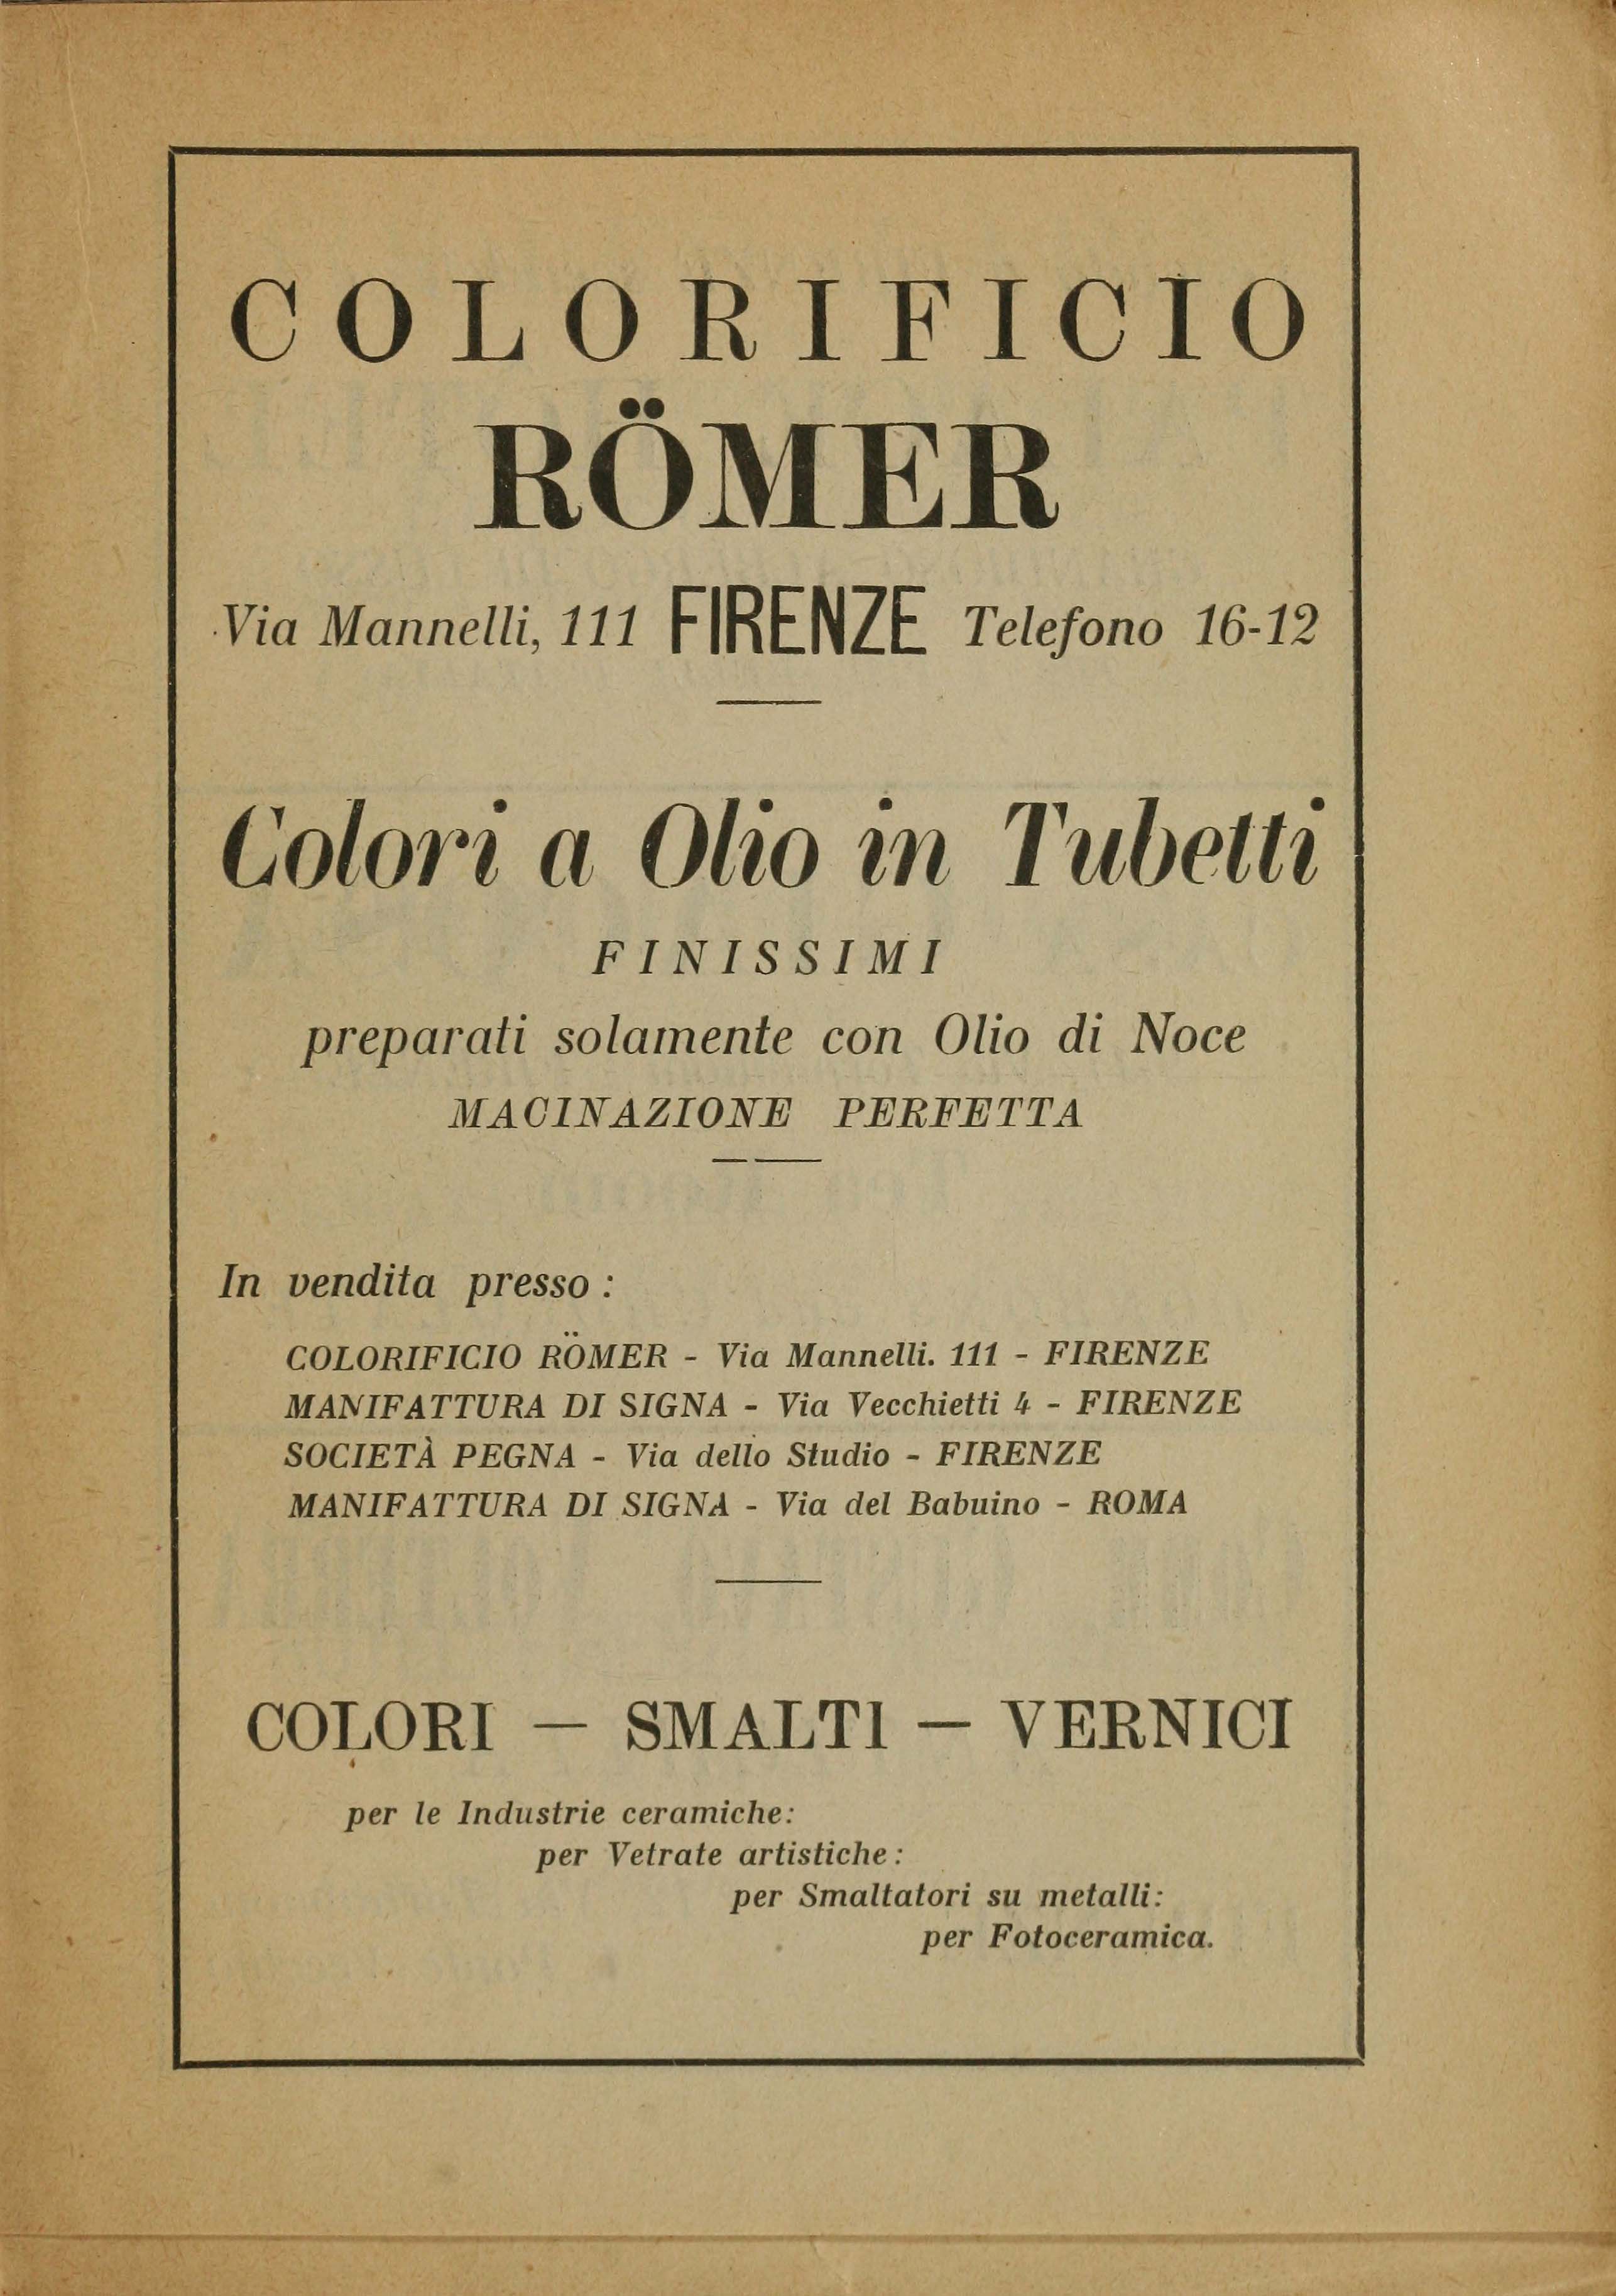 COLORIFICIO
RÖMER
Via Mannelli, 111 FIRENZE Telefono 16-12
Colori a Olio in Tubetti
FINISSIMI
preparati solamente con Olio di Noce
MACINAZIONE PERFETTA
In vendita presso:
COLORIFICIO RÖMER - Via Mannelli. 111 - FIRENZE
MANIFATTURA DI SIGNA - Via Vecchietti 4 - FIRENZE
SOCIETÀ PEGNA - Via dello Studio - FIRENZE
MANIFATTURA DI SIGNA - Via del Babuino - ROMA
COLORI — SMALTI — VERNICI
per le Industrie ceramiche:
per Vetrate artistiche:
per Smaltatori su metalli:
per Fotoceramica.